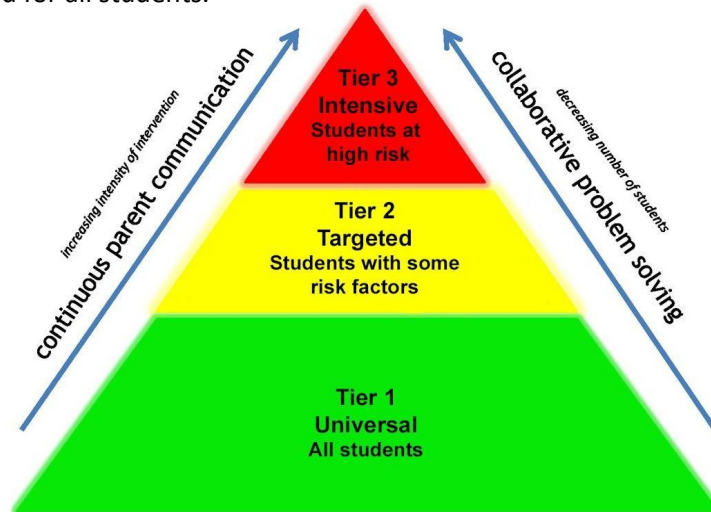 for all students.
Tier 3
Intensive
Students at
high risk
Tier 2
Targeted
Students with some
risk factors
Tier 1
Universal
All students
increasing intensity of intervention
continuous parent communication
decreasing number of students
collaborative problem solving